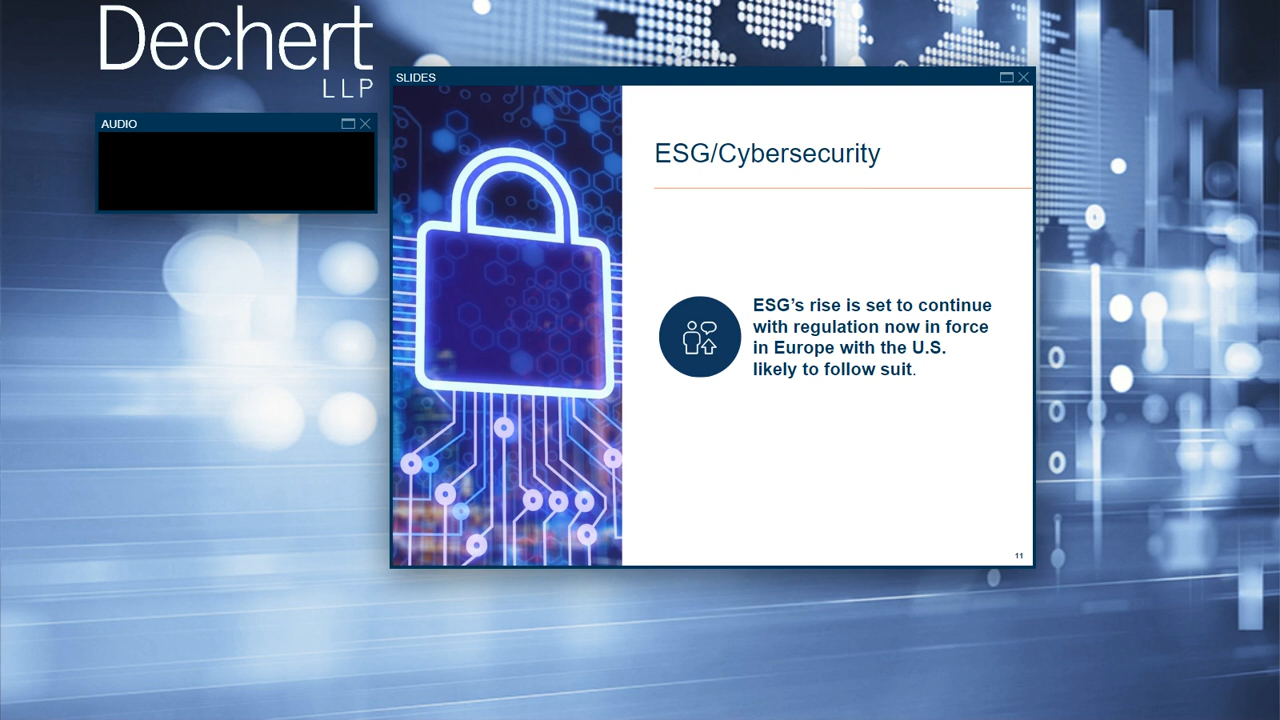 Dechert
LLP
AUDIO
SLIDES
ESG/Cybersecurity
ESG’s rise is set to continue
with regulation now in force
in Europe with the U.S.
likely to follow suit.
11